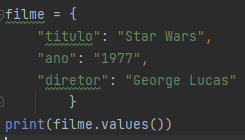 filme = {
    "titulo": "Star Wars",
    "ano": "1977",
    "diretor": "George Lucas"
        }
print(filme.values())